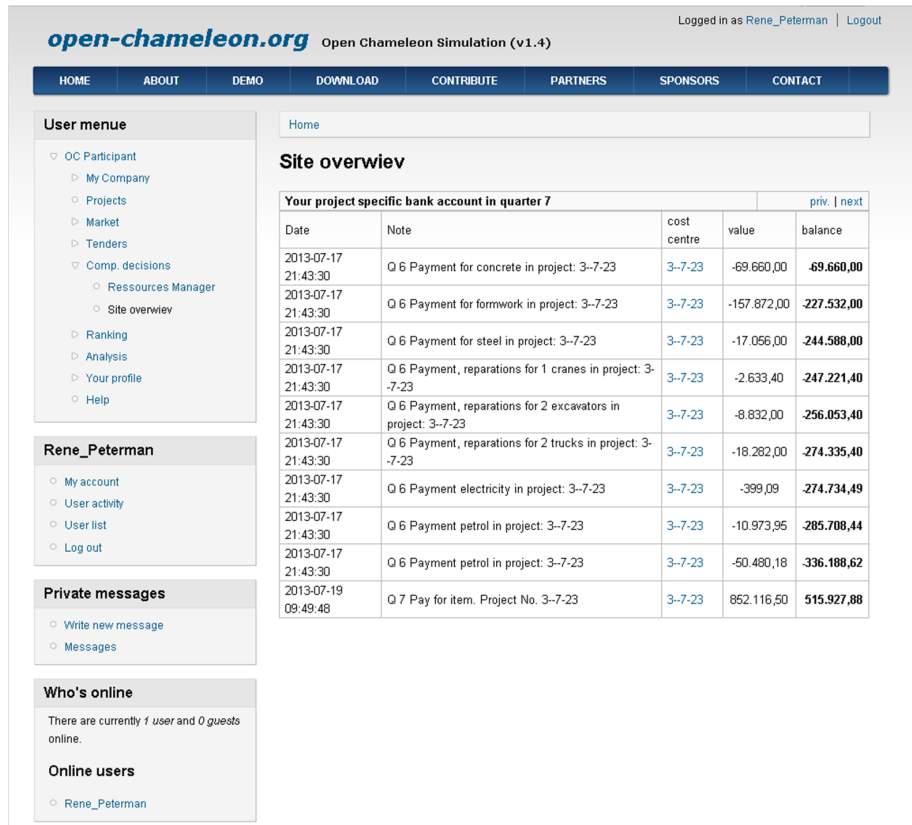 Logged in as Rene_Peterman | Logout
open-chameleon.org Open Chameleon Simulation (v1.4)
HOME ABOUT DEMO DOWNLOAD CONTRIBUTE PARTNERS SPONSORS CONTACT
User menue
OC Participant
My Company
Projects
Market
Tenders
Comp. decisions
Ressources Manager
Site overwiev
Ranking
Analysis
Your profile
Help
Rene_Peterman
My account
User activity
User list
Log out
Private messages
Write new message
Messages
Who's online
There are currently 1 user and 0 guests
online.
Online users
Rene_Peterman
Home
Site overwiev
Your project specific bank account in quarter 7 priv. | next
Date Note cost centre value balance
2013-07-17 21:43:30 Q 6 Payment for concrete in project: 3--7-23 3--7-23 -69.660,00 -69.660,00
2013-07-17 21:43:30 Q 6 Payment for formwork in project: 3--7-23 3--7-23 -157.872,00 -227.532,00
2013-07-17 21:43:30 Q 6 Payment for steel in project: 3--7-23 3--7-23 -17.056,00 -244.588,00
2013-07-17 21:43:30 Q 6 Payment, reparations for 1 cranes in project: 3--7-23 3--7-23 -2.633,40 -247.221,40
2013-07-17 21:43:30 Q 6 Payment, reparations for 2 excavators in project: 3--7-23 3--7-23 -8.832,00 -256.053,40
2013-07-17 21:43:30 Q 6 Payment, reparations for 2 trucks in project: 3--7-23 3--7-23 -18.282,00 -274.335,40
2013-07-17 21:43:30 Q 6 Payment electricity in project: 3--7-23 3--7-23 -399,09 -274.734,49
2013-07-17 21:43:30 Q 6 Payment petrol in project: 3--7-23 3--7-23 -10.973,95 -285.708,44
2013-07-17 21:43:30 Q 6 Payment petrol in project: 3--7-23 3--7-23 -50.480,18 -336.188,62
2013-07-19 09:49:48 Q 7 Pay for item. Project No. 3--7-23 3--7-23 852.116,50 515.927,88